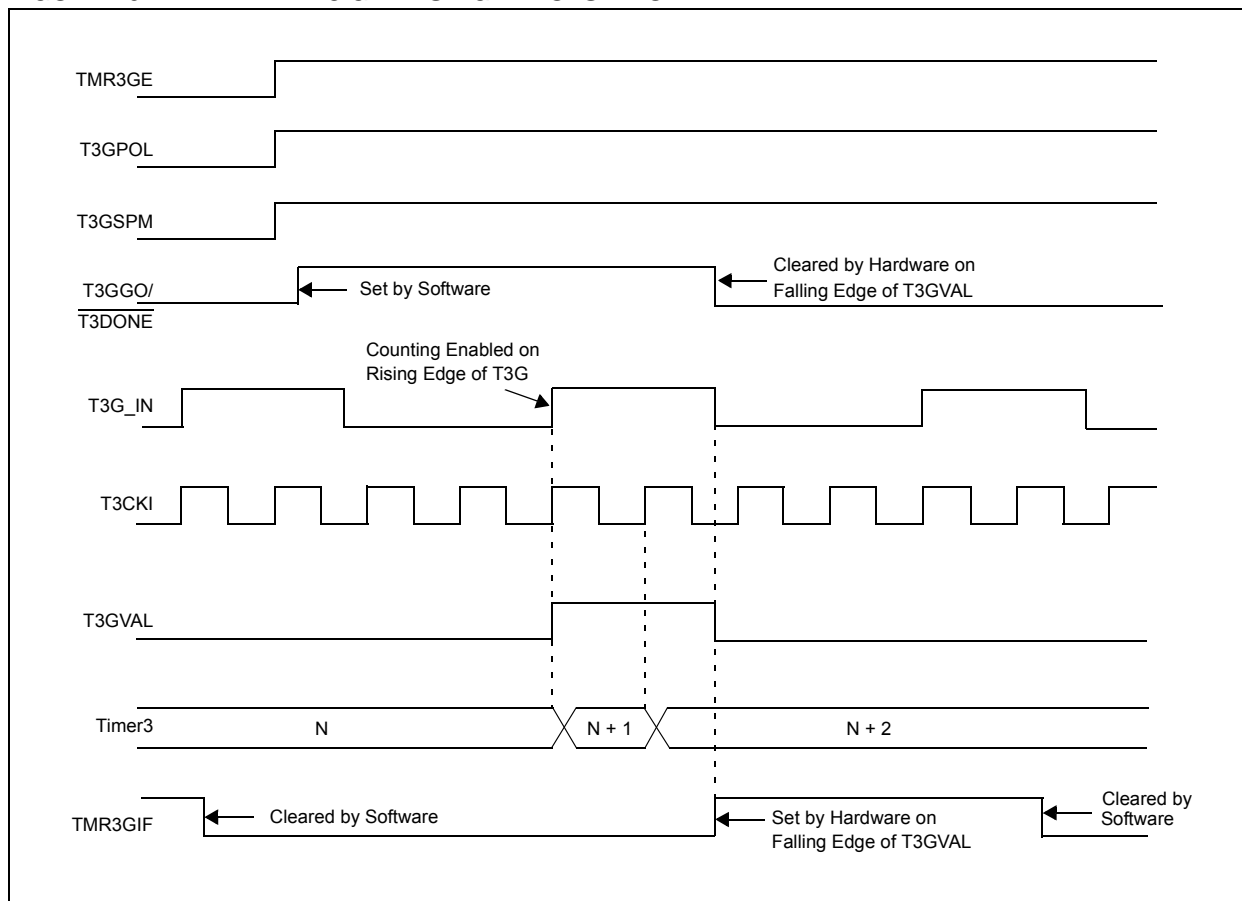 TMR3GE
T3GPOL
T3GSPM
T3GGO/
T3DONE
Set by Software
Cleared by Hardware on
Falling Edge of T3GVAL
Counting Enabled on
Rising Edge of T3G
T3G_IN
T3CKI
T3GVAL
Timer3
N
N + 1
N + 2
TMR3GIF
Cleared by Software
Set by Hardware on
Falling Edge of T3GVAL
Cleared by
Software